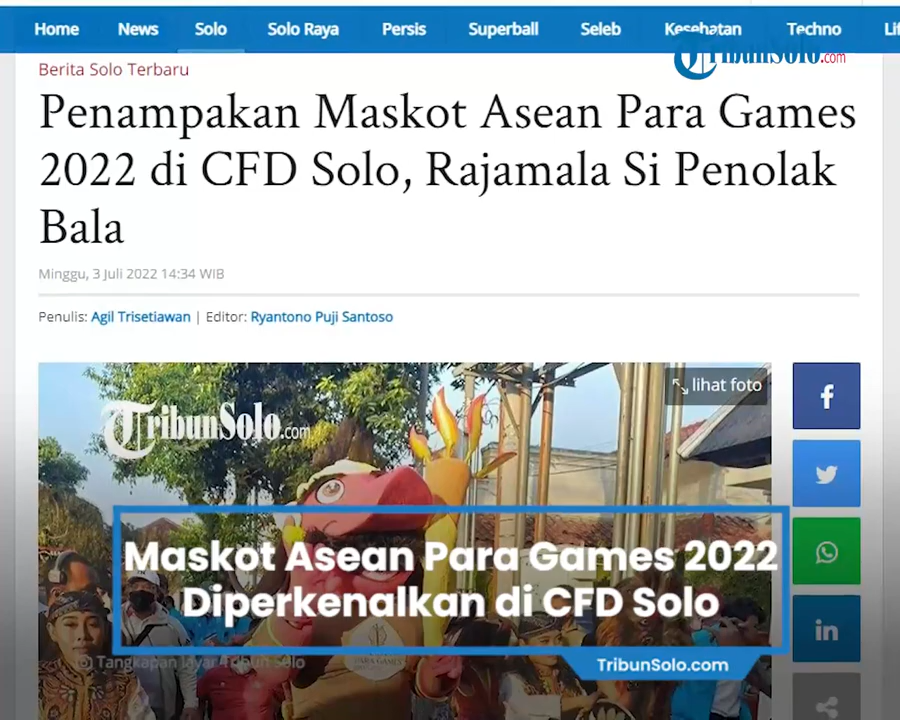 Home News Solo Solo Raya Persis Superball Seleb Kesehatan Techno
TribunSolo.com
Berita Solo Terbaru
Penampakan Maskot Asean Para Games
2022 di CFD Solo, Rajamala Si Penolak
Bala
Minggu, 3 Juli 2022 14:34 WIB
Penulis: Agil Trisetiawan | Editor: Ryantono Puji Santoso
lihat foto
TribunSolo.com
Maskot Asean Para Games 2022
Diperkenalkan di CFD Solo
Tangkapan layar Tribun Solo
PARA GAMES
TribunSolo.com